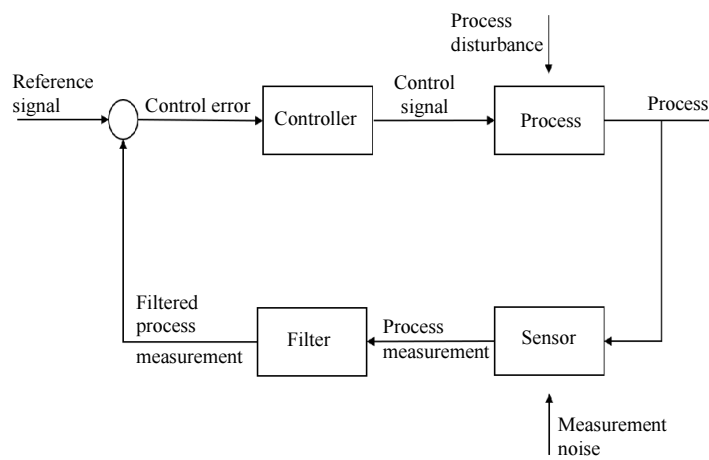 Process
disturbance
Reference
signal
Control error
Controller
Control
signal
Process
Process
Filtered
process
measurement
Filter
Process
measurement
Sensor
Measurement
noise